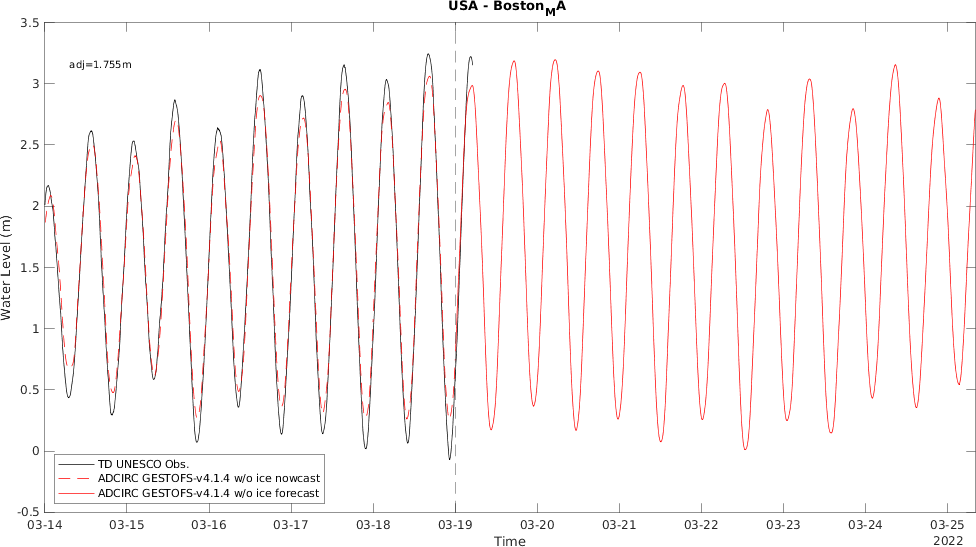 USA - Boston_MA
3.5
adj=1.755m
3
2.5
2
1.5
1
0.5
0
-0.5
Water Level (m)
TD UNESCO Obs.
ADCIRC GESTOFS-v4.1.4 w/o ice nowcast
ADCIRC GESTOFS-v4.1.4 w/o ice forecast
03-14 03-15 03-16 03-17 03-18 03-19 03-20 03-21 03-22 03-23 03-24 03-25
Time 2022